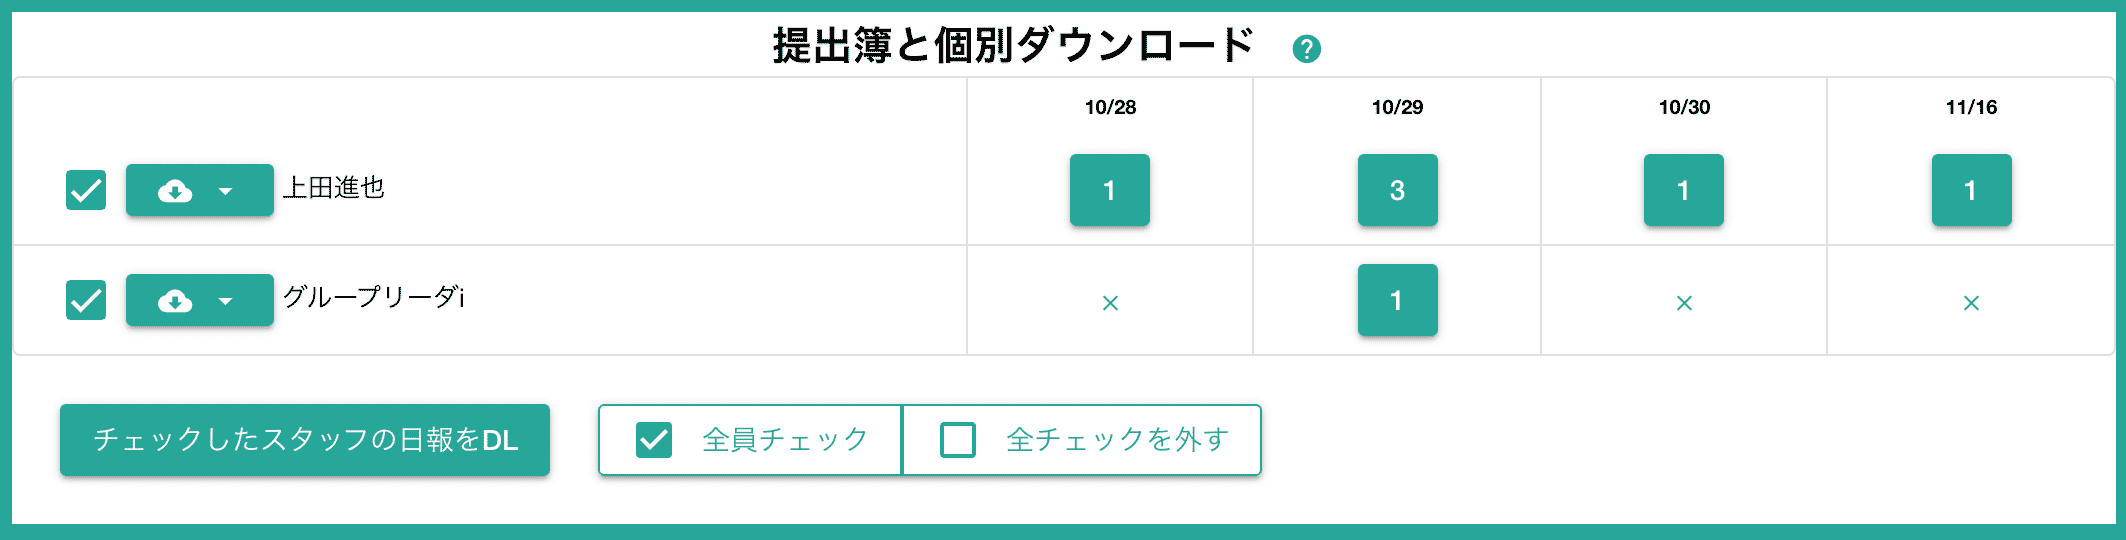 提出簿と個別ダウンロード ?
10/28 10/29 10/30 11/16
上田進也 1 3 1 1
グループリーダi × 1 × ×
チェックしたスタッフの日報をDL 全員チェック 全チェックを外す